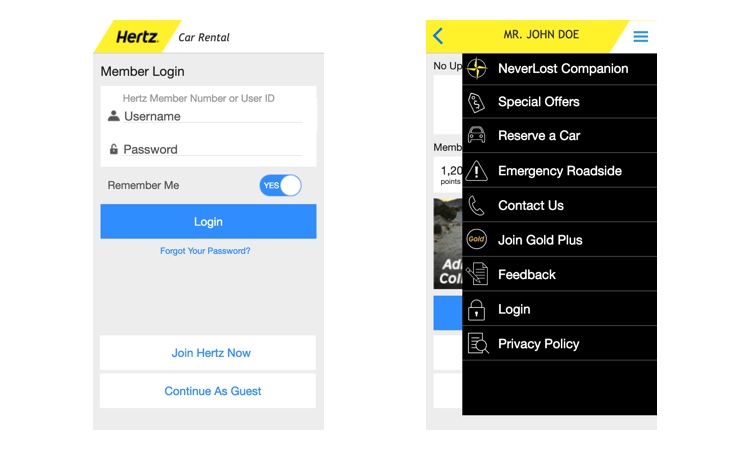 Hertz. Car Rental
Member Login
Hertz Member Number or User ID
Username
Password
Remember Me YES
Login
Forgot Your Password?
Join Hertz Now
Continue As Guest
MR. JOHN DOE
No Up
NeverLost Companion
Special Offers
Reserve a Car
Memb
Emergency Roadside
1,20
points
Contact Us
Gold Join Gold Plus
Adi
Coll
Feedback
Login
Privacy Policy